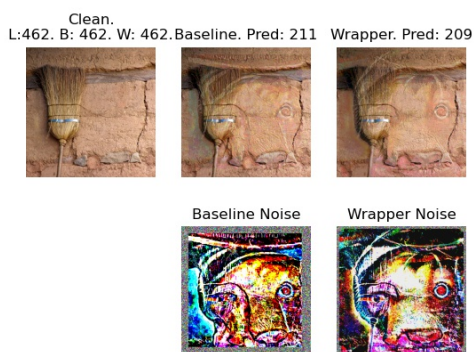 Clean.
L:462. B: 462. W: 462.
Baseline. Pred: 211
Wrapper. Pred: 209
Baseline Noise
Wrapper Noise